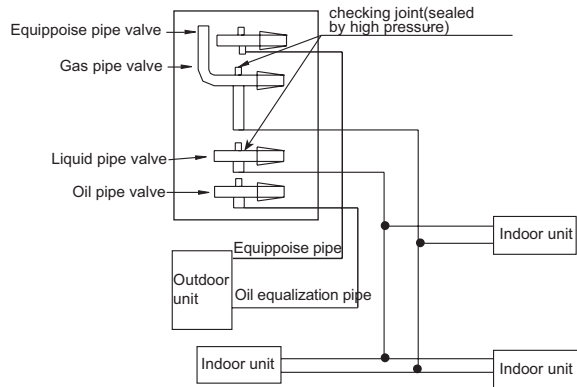 checking joint(sealed
by high pressure)
Equippoise pipe valve
Gas pipe valve
Liquid pipe valve
Oil pipe valve
Indoor unit
Equippoise pipe
Outdoor
unit
Oil equalization pipe
Indoor unit
Indoor unit